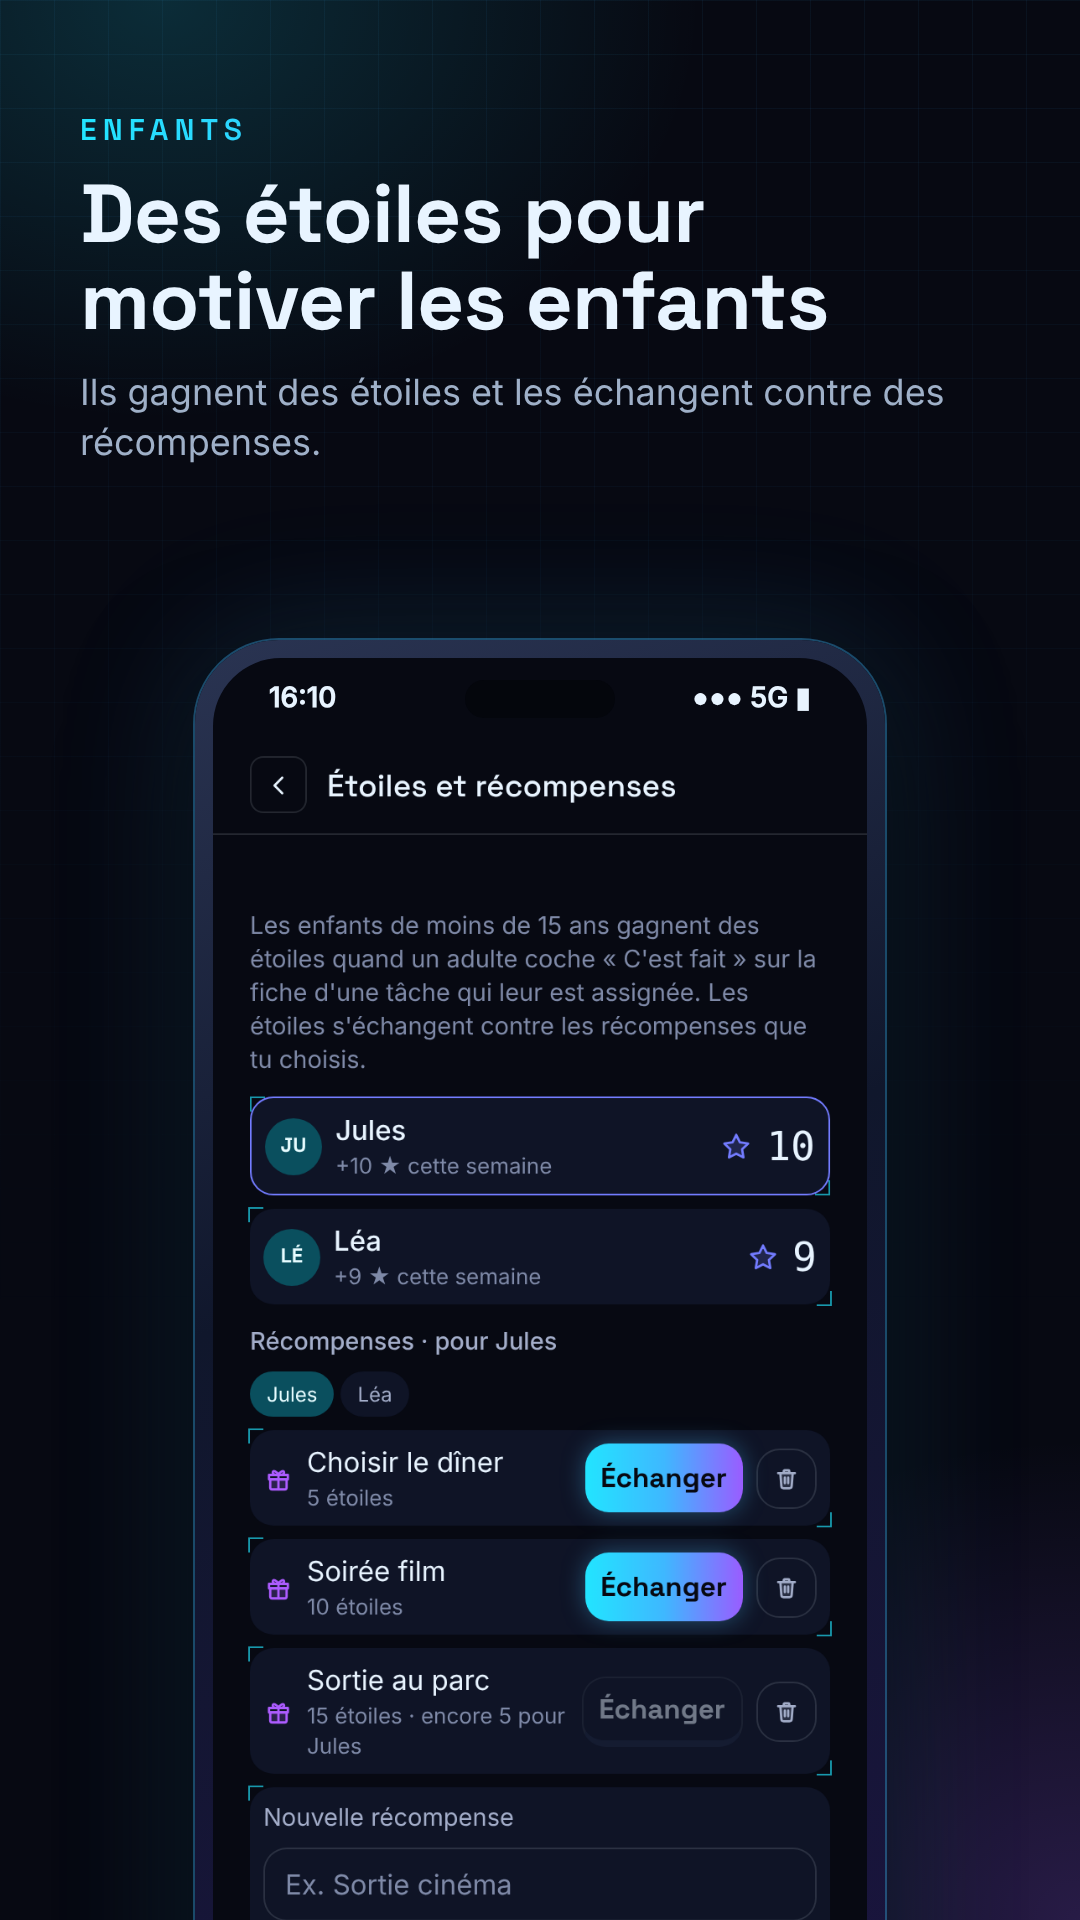 ENFANTS
Des étoiles pour
motiver les enfants
Ils gagnent des étoiles et les échangent contre des
récompenses.
16:10
5G
Étoiles et récompenses
Les enfants de moins de 15 ans gagnent des
étoiles quand un adulte coche « C'est fait » sur la
fiche d'une tâche qui leur est assignée. Les
étoiles s'échangent contre les récompenses que
tu choisis.
JU
Jules
+10 ★ cette semaine
10
LÉ
Léa
+9 ★ cette semaine
9
Récompenses · pour Jules
Jules
Léa
Choisir le dîner
5 étoiles
Échanger
Soirée film
10 étoiles
Échanger
Sortie au parc
15 étoiles · encore 5 pour
Jules
Échanger
Nouvelle récompense
Ex. Sortie cinéma